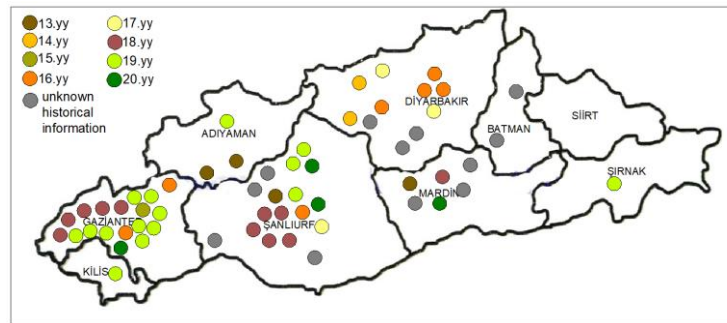 13.yy
14.yy
15.yy
16.yy
unknown
historical
information
17.yy
18.yy
19.yy
20.yy
DİYARBAKIR
ADIYAMAN
BATMAN
SİİRT
ŞIRNAK
MARDİN
GAZİANTEP
ŞANLIURF
KİLİS